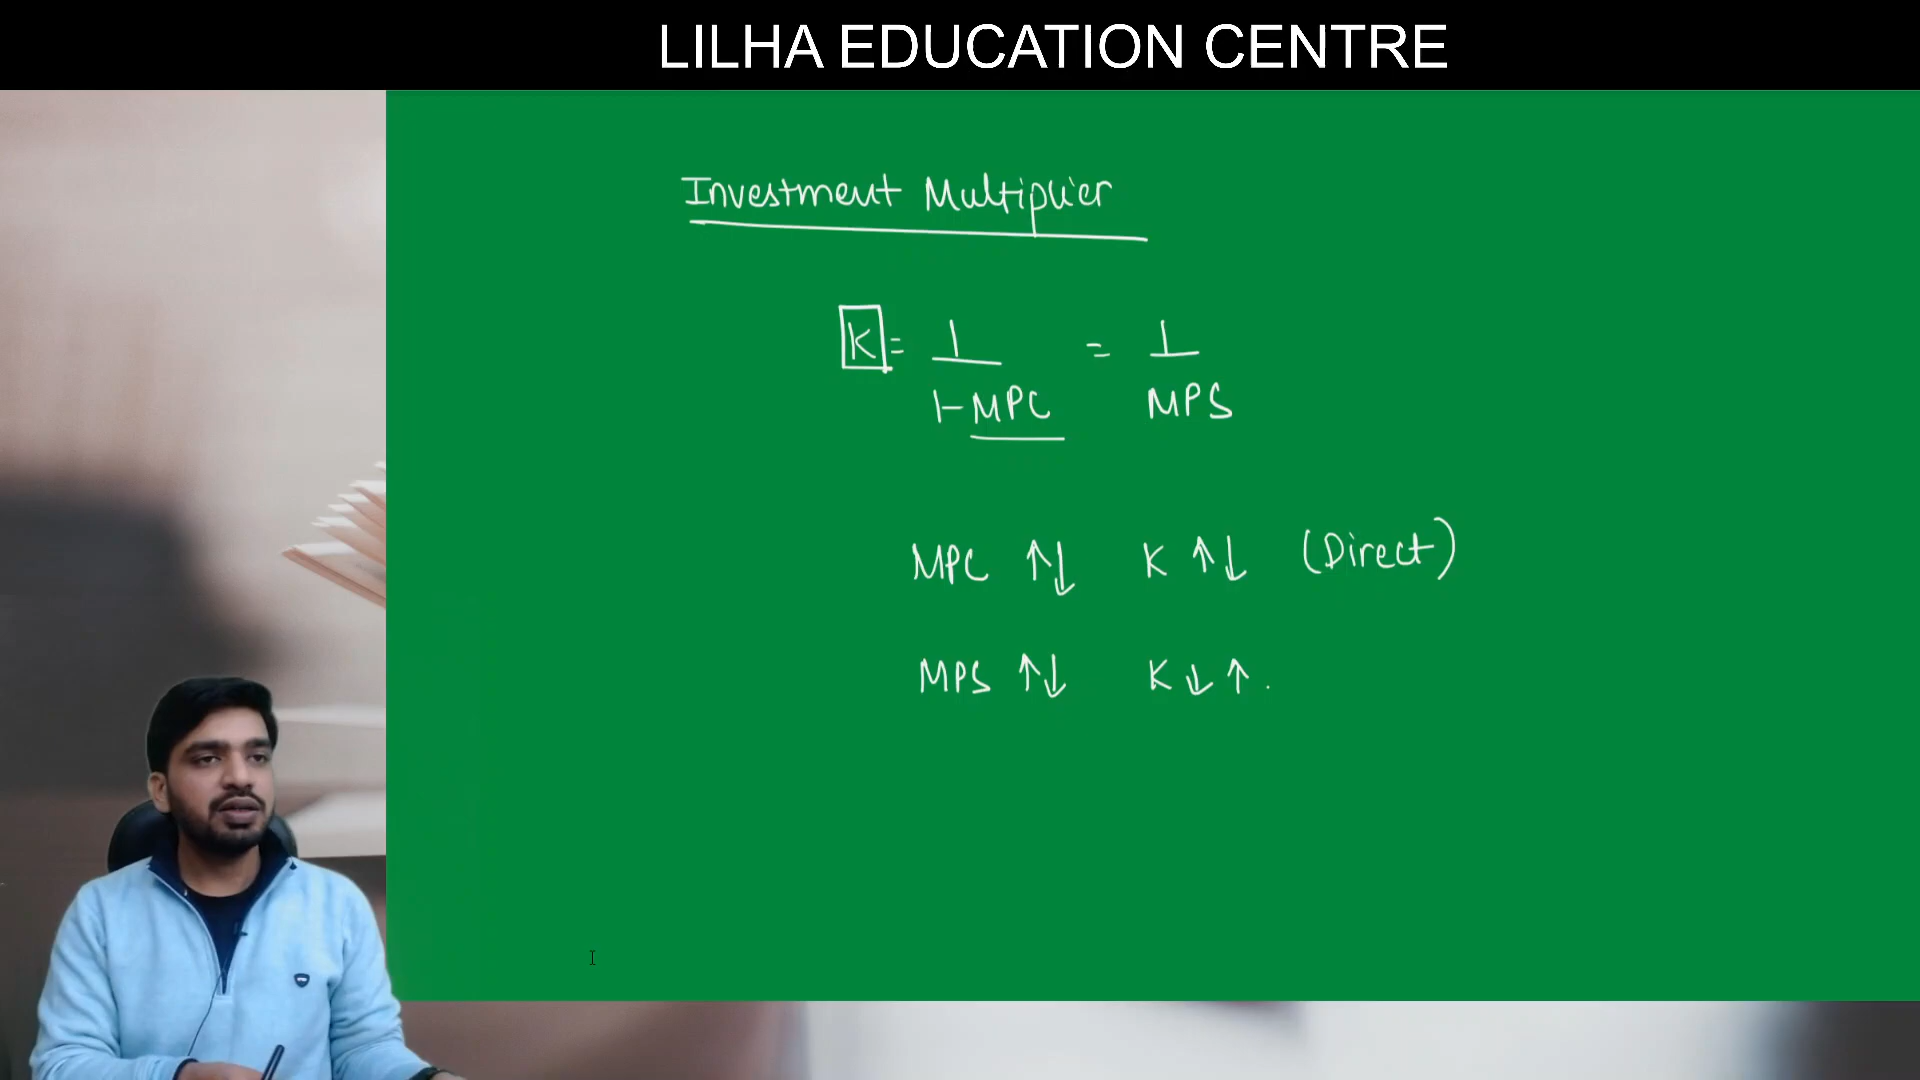 LILHA EDUCATION CENTRE
Investment Multiplier
K = 1 / 1-MPC = 1 / MPS
MPC ↑↓ K ↑↓ (Direct)
MPS ↑↓ K ↓↑.